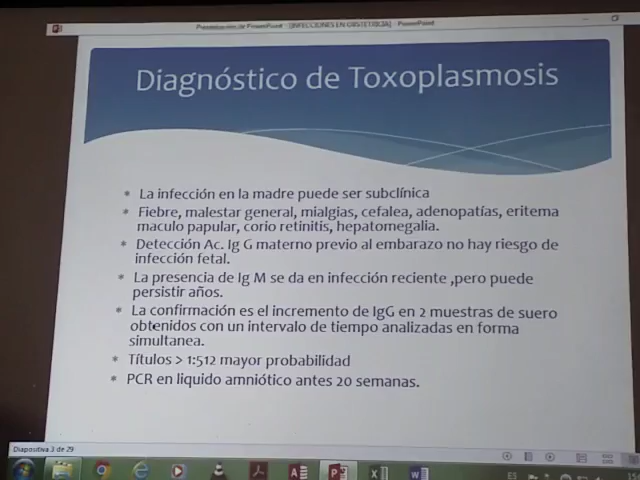 Presentación de PowerPoint - [INFECCIONES EN OBSTETRICIA] - PowerPoint
Diagnóstico de Toxoplasmosis
* La infección en la madre puede ser subclínica
* Fiebre, malestar general, mialgias, cefalea, adenopatías, eritema
maculo papular, corio retinitis, hepatomegalia.
* Detección Ac. Ig G materno previo al embarazo no hay riesgo de
infección fetal.
* La presencia de Ig M se da en infección reciente ,pero puede
persistir años.
* La confirmación es el incremento de IgG en 2 muestras de suero
obtenidos con un intervalo de tiempo analizadas en forma
simultanea.
* Títulos > 1:512 mayor probabilidad
* PCR en liquido amniótico antes 20 semanas.
Diapositiva 3 de 29
ES